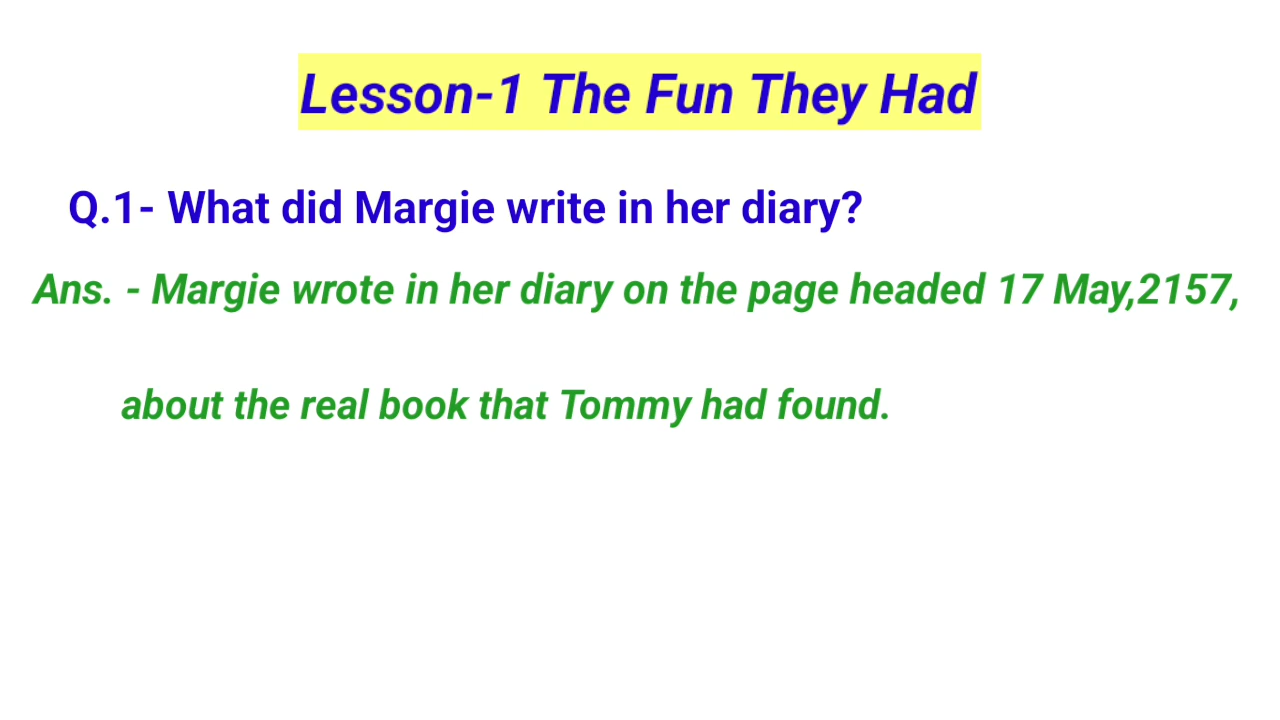 Lesson-1 The Fun They Had
Q.1- What did Margie write in her diary?
Ans. - Margie wrote in her diary on the page headed 17 May,2157,
about the real book that Tommy had found.